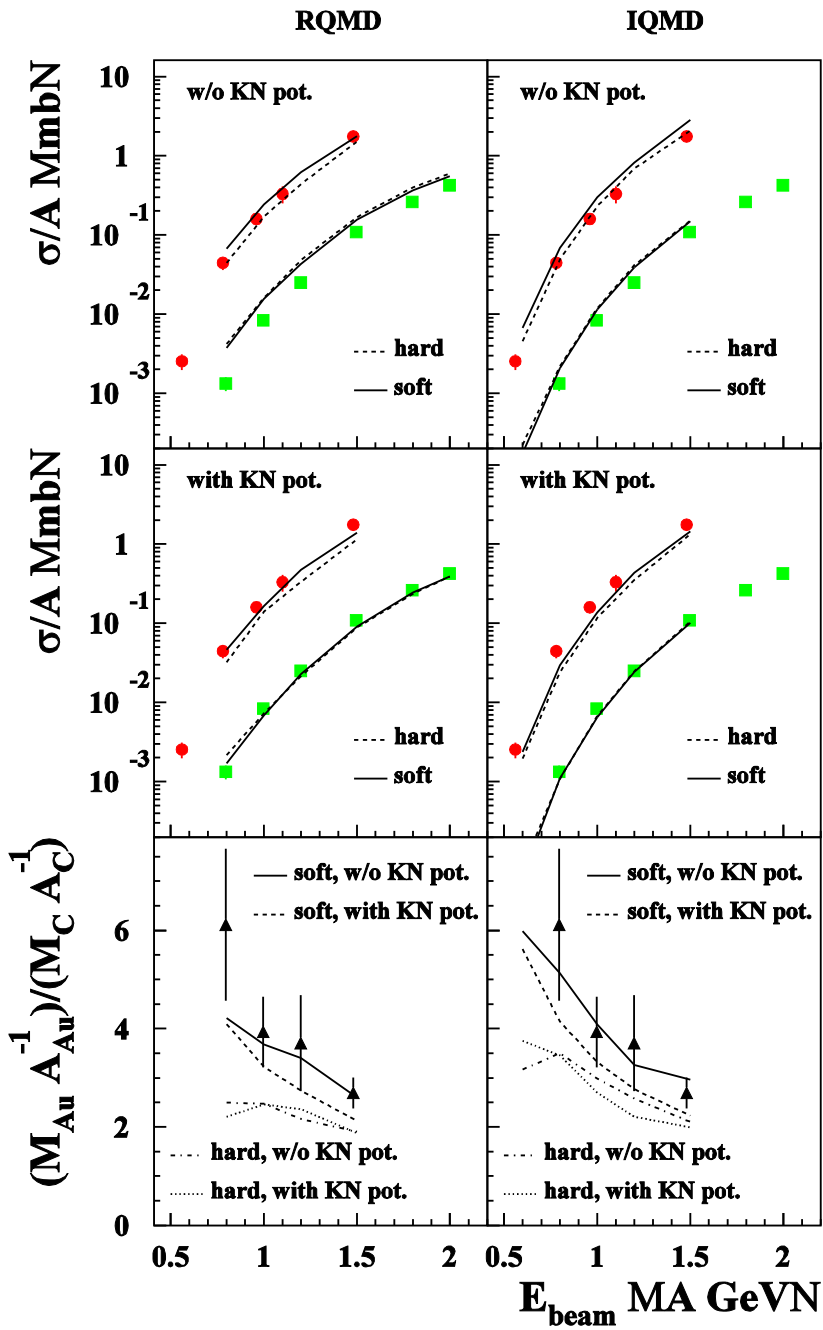 RQMD IQMD
w/o KN pot. w/o KN pot.
σ/A MmbN
10
1
10 -1
10 -2
10 -3
hard hard
soft soft
with KN pot. with KN pot.
σ/A MmbN
10
1
10 -1
10 -2
10 -3
hard hard
soft soft
(M_Au A_Au^-1)/(M_C A_C^-1)
soft, w/o KN pot. soft, w/o KN pot.
soft, with KN pot. soft, with KN pot.
6
4
2
0
hard, w/o KN pot. hard, w/o KN pot.
hard, with KN pot. hard, with KN pot.
0.5 1 1.5 2 0.5 1 1.5 2
E_beam MA GeVN